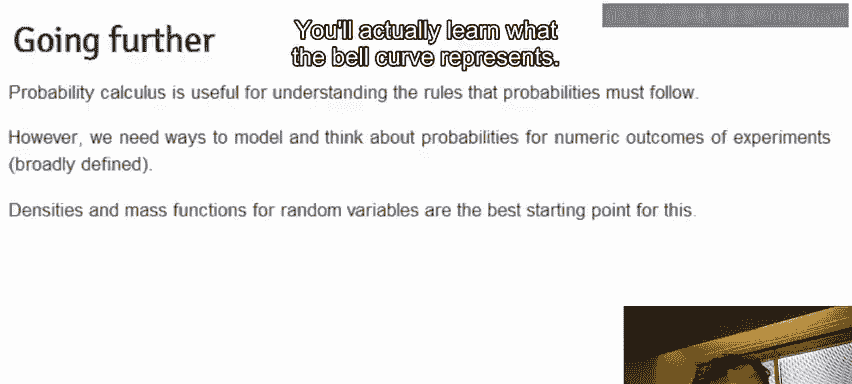 Going further
You'll actually learn what
the bell curve represents.
Probability calculus is useful for understanding the rules that probabilities must follow.
However, we need ways to model and think about probabilities for numeric outcomes of experiments
(broadly defined).
Densities and mass functions for random variables are the best starting point for this.